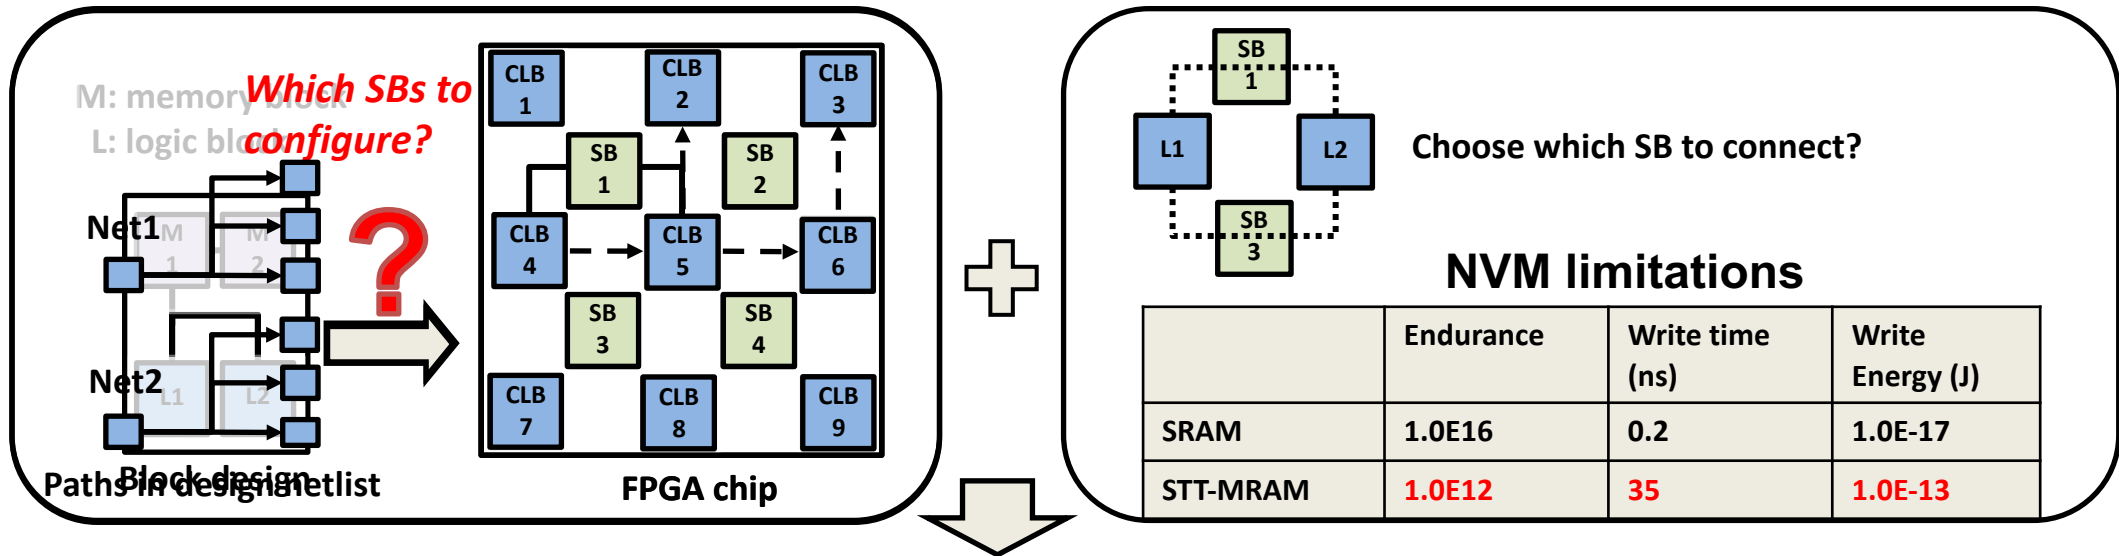 M: memory block
L: logic block
Which SBs to
configure?
Net1
M
1
M
2
Net2
L1
L2
Block design
Paths in design netlist
CLB
1
CLB
2
CLB
3
SB
1
SB
2
CLB
4
CLB
5
CLB
6
SB
3
SB
4
CLB
7
CLB
8
CLB
9
FPGA chip
?
SB
1
L1
L2
SB
3
Choose which SB to connect?
NVM limitations
Endurance
Write time
(ns)
Write
Energy (J)
SRAM
1.0E16
0.2
1.0E-17
STT-MRAM
1.0E12
35
1.0E-13